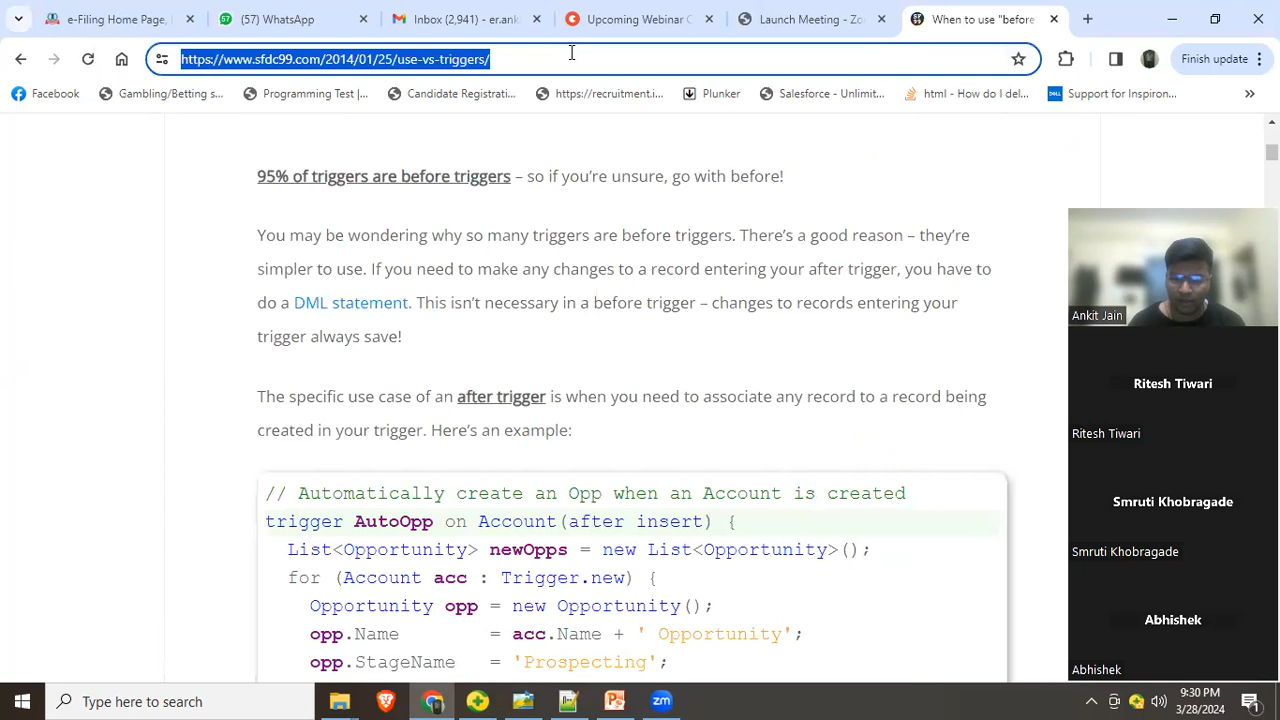 e-Filing Home Page,
(57) WhatsApp
Inbox (2,941) - er.ank
Upcoming Webinar C
Launch Meeting - Zo
When to use "before
https://www.sfdc99.com/2014/01/25/use-vs-triggers/
Finish update
Facebook
Gambling/Betting s...
Programming Test |...
Candidate Registrati...
https://recruitment.i...
Plunker
Salesforce - Unlimit...
html - How do I del...
Support for Inspiron...
95% of triggers are before triggers – so if you're unsure, go with before!
You may be wondering why so many triggers are before triggers. There's a good reason – they're
simpler to use. If you need to make any changes to a record entering your after trigger, you have to
do a DML statement. This isn't necessary in a before trigger – changes to records entering your
trigger always save!
The specific use case of an after trigger is when you need to associate any record to a record being
created in your trigger. Here's an example:
// Automatically create an Opp when an Account is created
trigger AutoOpp on Account(after insert) {
List<Opportunity> newOpps = new List<Opportunity>();
for (Account acc : Trigger.new) {
Opportunity opp = new Opportunity();
opp.Name = acc.Name + ' Opportunity';
opp.StageName = 'Prospecting';
Ankit Jain
Ritesh Tiwari
Ritesh Tiwari
Smruti Khobragade
Smruti Khobragade
Abhishek
Abhishek
Type here to search
zm
9:30 PM
3/28/2024
1